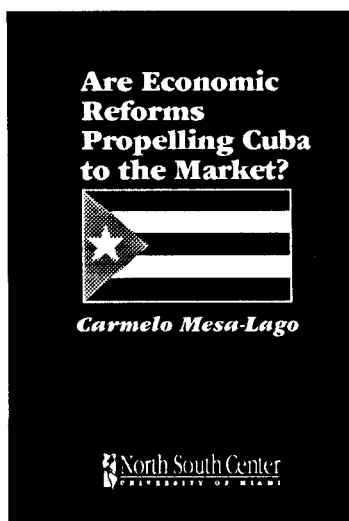 Are Economic
Reforms
Propelling Cuba
to the Market?
Carmelo Mesa-Lago
North South Center
UNIVERSITY OF MIAMI